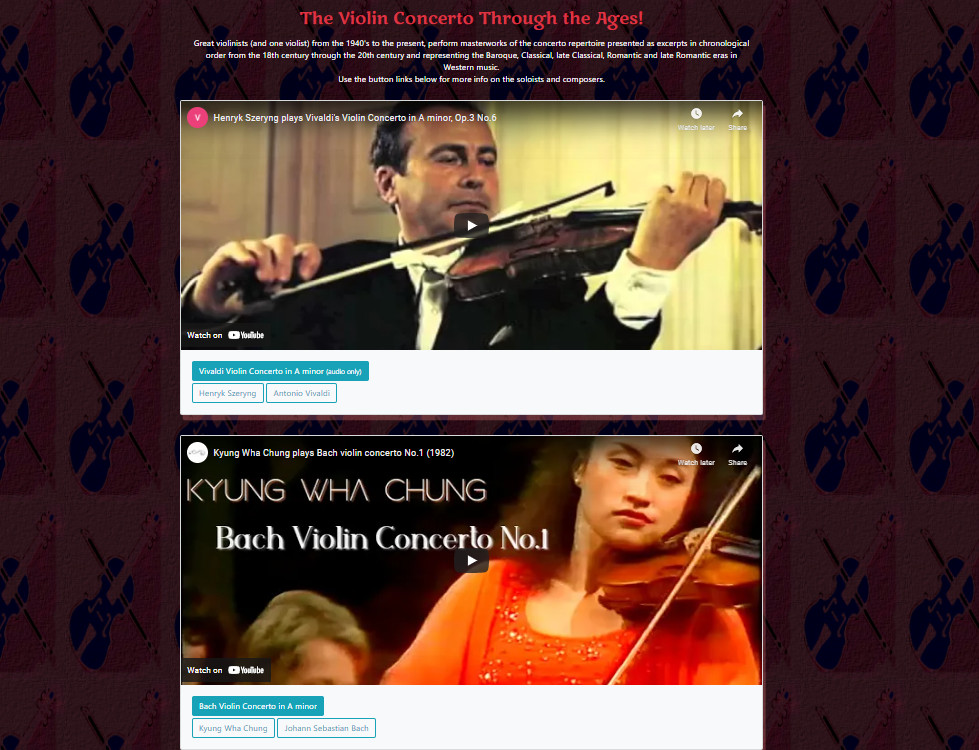 The Violin Concerto Through the Ages!
Great violinists (and one violist) from the 1940's to the present, perform masterworks of the concerto repertoire presented as excerpts in chronological
order from the 18th century through the 20th century and representing the Baroque, Classical, late Classical, Romantic and late Romantic eras in
Western music.
Use the button links below for more info on the soloists and composers.
V
Henryk Szeryng plays Vivaldi's Violin Concerto in A minor, Op.3 No.6
Watch later
Share
Watch on YouTube
Vivaldi Violin Concerto in A minor (audio only)
Henryk Szeryng
Antonio Vivaldi
Kyung Wha Chung plays Bach violin concerto No.1 (1982)
Watch later
Share
KYUNG WHA CHUNG
Bach Violin Concerto No.1
Watch on YouTube
Bach Violin Concerto in A minor
Kyung Wha Chung
Johann Sebastian Bach